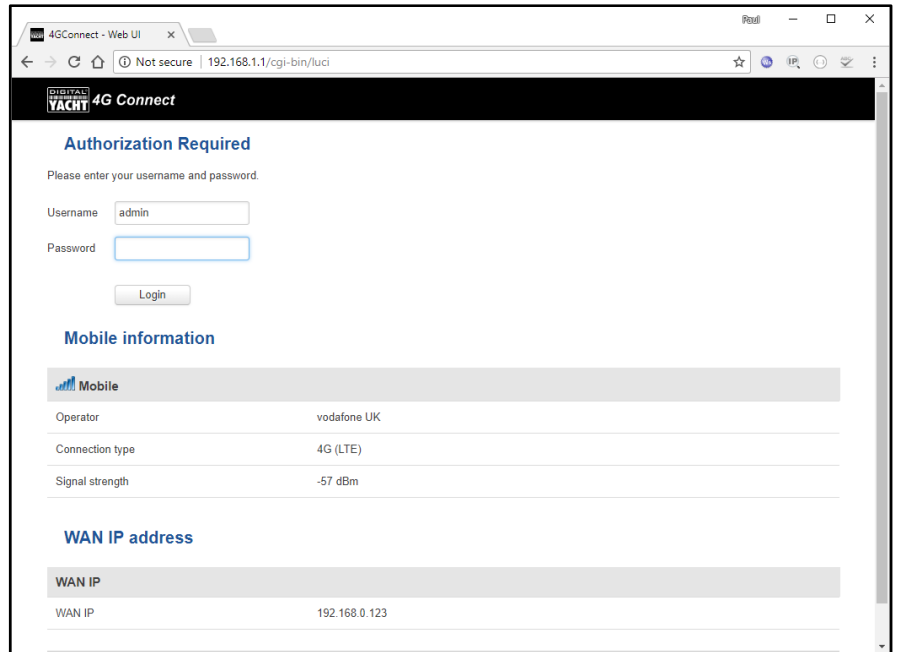 Paul
4GConnect - Web UI
Not secure | 192.168.1.1/cgi-bin/luci
DIGITAL
YACHT 4G Connect
Authorization Required
Please enter your username and password.
Username admin
Password
Login
Mobile information
Mobile
Operator vodafone UK
Connection type 4G (LTE)
Signal strength -57 dBm
WAN IP address
WAN IP
WAN IP 192.168.0.123